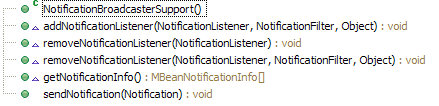 c
NotificationBroadcasterSupport()
addNotificationListener(NotificationListener, NotificationFilter, Object) : void
removeNotificationListener(NotificationListener) : void
removeNotificationListener(NotificationListener, NotificationFilter, Object) : void
getNotificationInfo() : MBeanNotificationInfo[]
sendNotification(Notification) : void